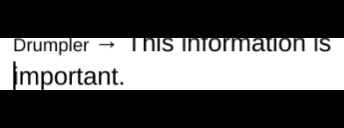 Drumpler → This information is
important.